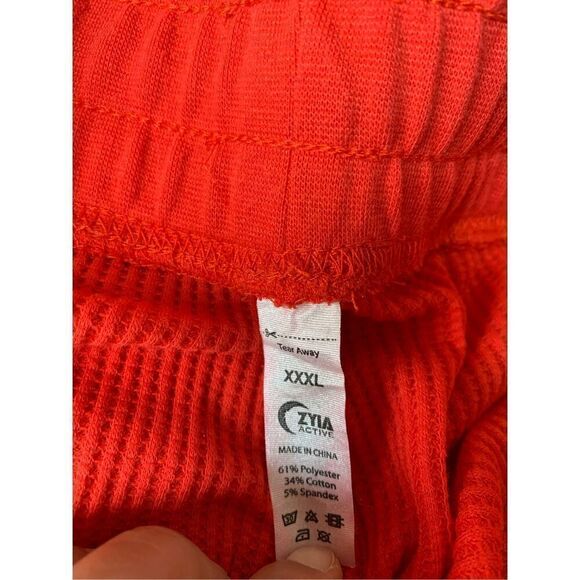 Tear Away
XXXL
ZYIA
ACTIVE
MADE IN CHINA
61% Polyester
34% Cotton
5% Spandex